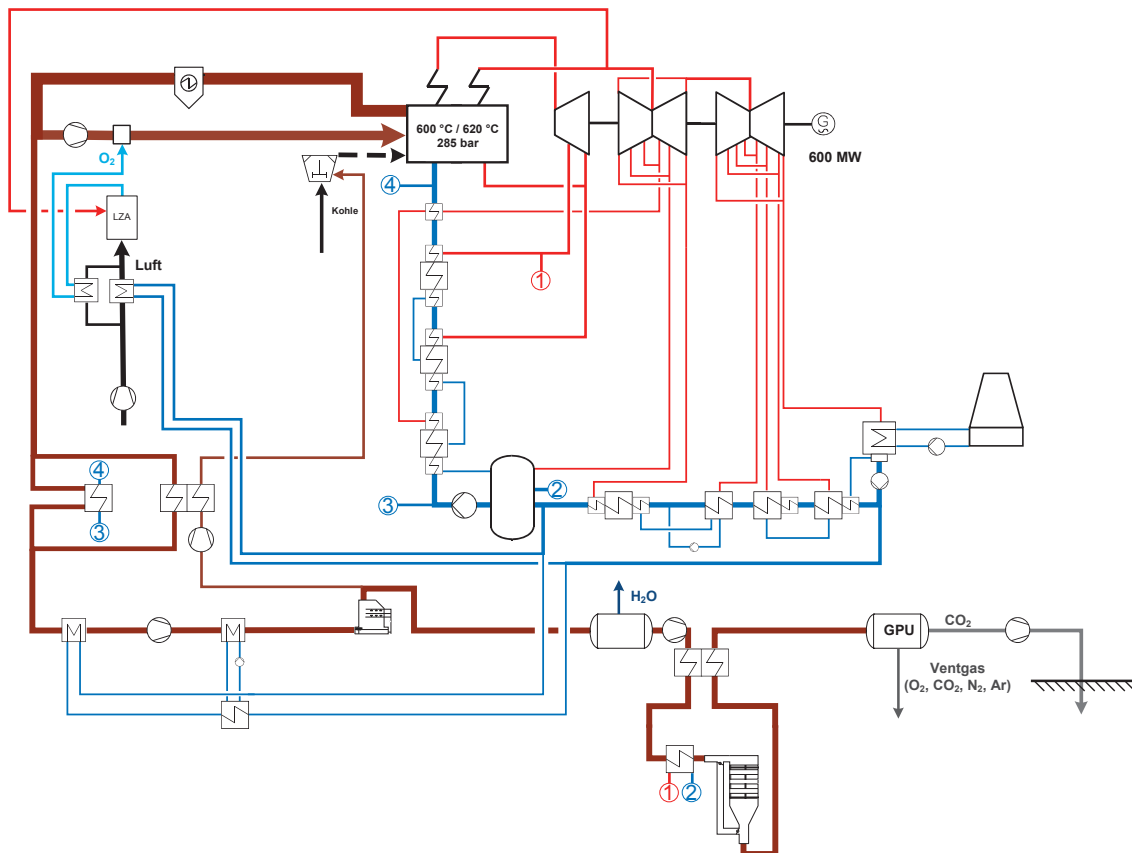 600 °C / 620 °C
285 bar
G
600 MW
O₂
4
Kohle
LZA
Luft
1
4
3
3
2
H₂O
GPU
CO₂
Ventgas
(O₂, CO₂, N₂, Ar)
1
2